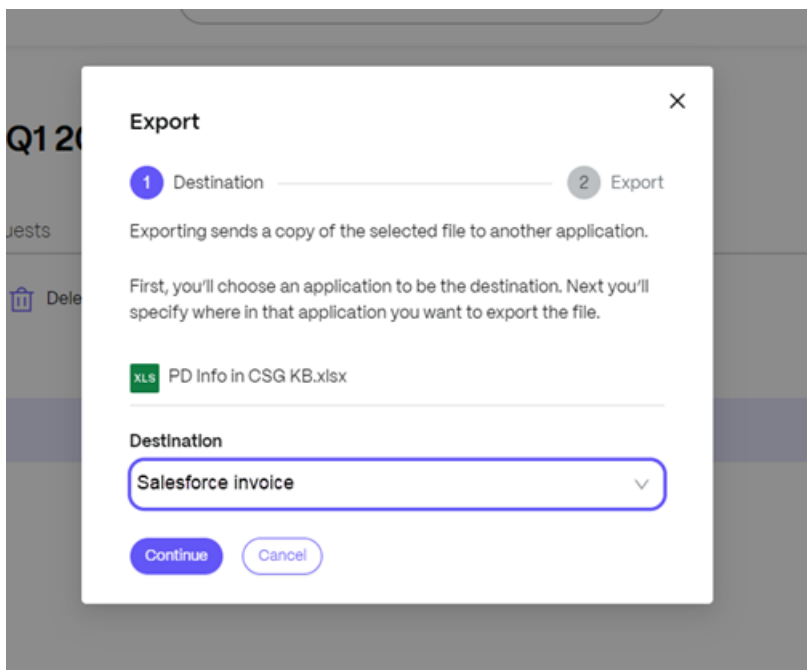 Export
Q1 20
1 Destination 2 Export
uests
Exporting sends a copy of the selected file to another application.
First, you'll choose an application to be the destination. Next you'll
Dele
specify where in that application you want to export the file.
XLS PD Info in CSG KB.xlsx
Destination
Salesforce invoice
Continue Cancel